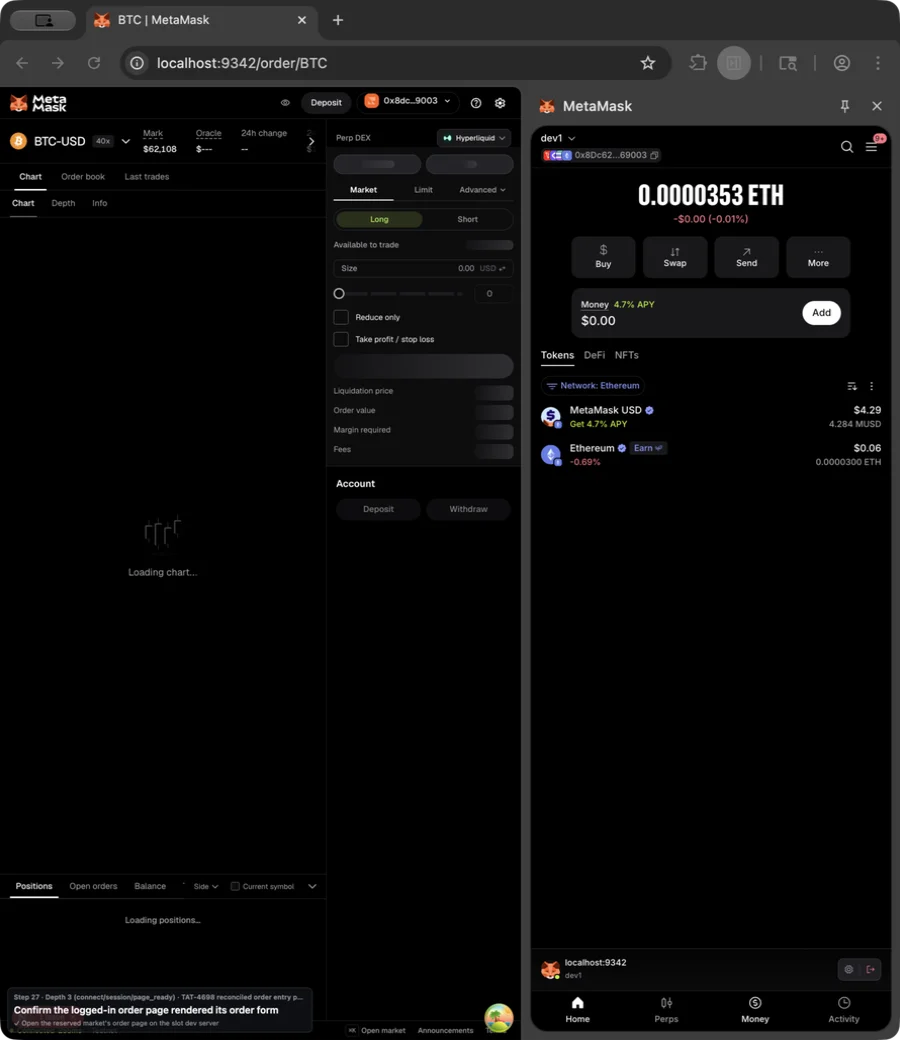 BTC | MetaMask
localhost:9342/order/BTC
Meta
Mask
Deposit
0x8dc...9003
BTC-USD
40x
Mark
$62,108
Oracle
$---
24h change
--
Chart
Order book
Last trades
Chart
Depth
Info
Loading chart...
Perp DEX
Hyperliquid
Market
Limit
Advanced
Long
Short
Available to trade
Size
0.00 USD
0
Reduce only
Take profit / stop loss
Liquidation price
Order value
Margin required
Fees
Account
Deposit
Withdraw
Positions
Open orders
Balance
Side
Current symbol
Loading positions...
Step 27 · Depth 3 (connect/session/page_ready) · TAT-4698 reconciled order entry p...
Confirm the logged-in order page rendered its order form
✓ Open the reserved market's order page on the slot dev server
Open market
Announcements
MetaMask
dev1
0x8Dc62...69003
9+
0.0000353 ETH
-$0.00 (-0.01%)
$
Buy
Swap
Send
More
Money 4.7% APY
$0.00
Add
Tokens
DeFi
NFTs
Network: Ethereum
MetaMask USD
$4.29
Get 4.7% APY
4.284 MUSD
Ethereum
Earn
$0.06
-0.69%
0.0000300 ETH
localhost:9342
dev1
Home
Perps
Money
Activity